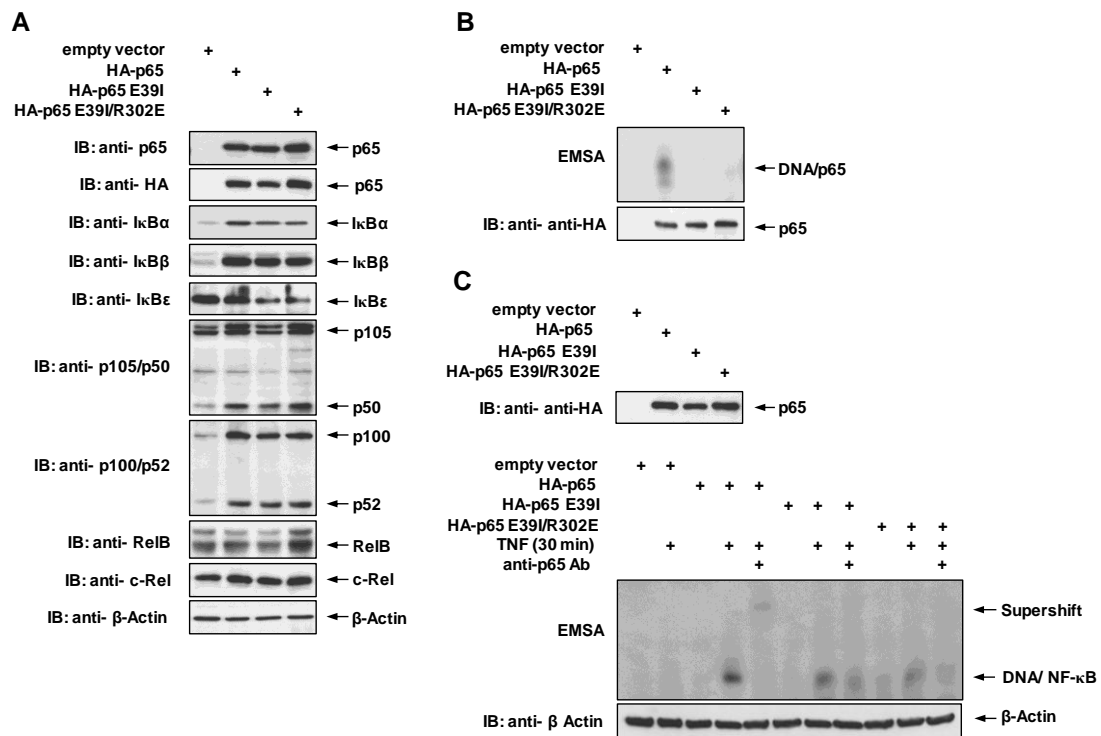 A
empty vector +
HA-p65 +
HA-p65 E39I +
HA-p65 E39I/R302E +
IB: anti- p65 p65
IB: anti- HA p65
IB: anti- IκBα IκBα
IB: anti- IκBβ IκBβ
IB: anti- IκBε IκBε
p105
IB: anti- p105/p50
p50
p100
IB: anti- p100/p52
p52
IB: anti- RelB RelB
IB: anti- c-Rel c-Rel
IB: anti- β-Actin β-Actin
B
empty vector +
HA-p65 +
HA-p65 E39I +
HA-p65 E39I/R302E +
EMSA DNA/p65
IB: anti- anti-HA p65
C
empty vector +
HA-p65 +
HA-p65 E39I +
HA-p65 E39I/R302E +
IB: anti- anti-HA p65
empty vector + +
HA-p65 + + +
HA-p65 E39I + + +
HA-p65 E39I/R302E + + +
TNF (30 min) + + + + + + +
anti-p65 Ab + + +
Supershift
EMSA
DNA/ NF-κB
IB: anti- β Actin β-Actin